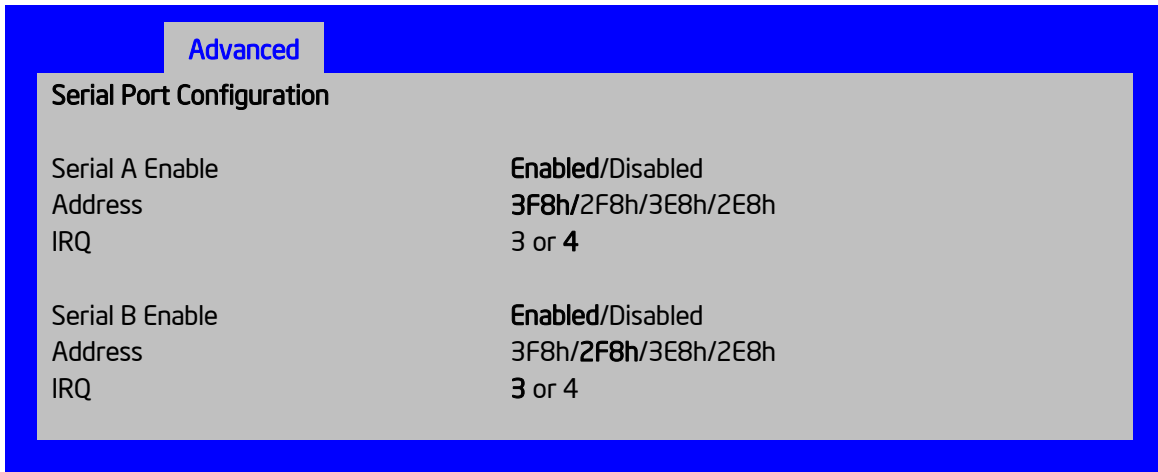 Advanced
Serial Port Configuration
Serial A Enable Enabled/Disabled
Address 3F8h/2F8h/3E8h/2E8h
IRQ 3 or 4
Serial B Enable Enabled/Disabled
Address 3F8h/2F8h/3E8h/2E8h
IRQ 3 or 4